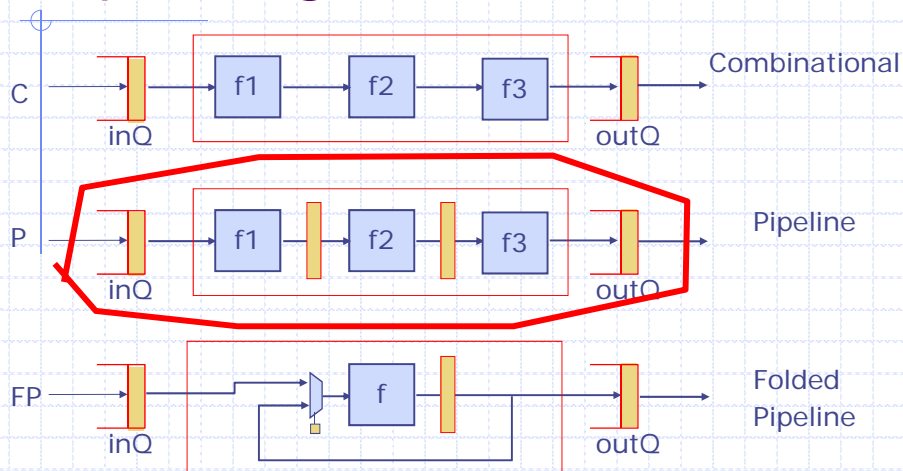 C
f1
f2
f3
Combinational
inQ
outQ
P
f1
f2
f3
Pipeline
inQ
outQ
FP
f
Folded
Pipeline
inQ
outQ